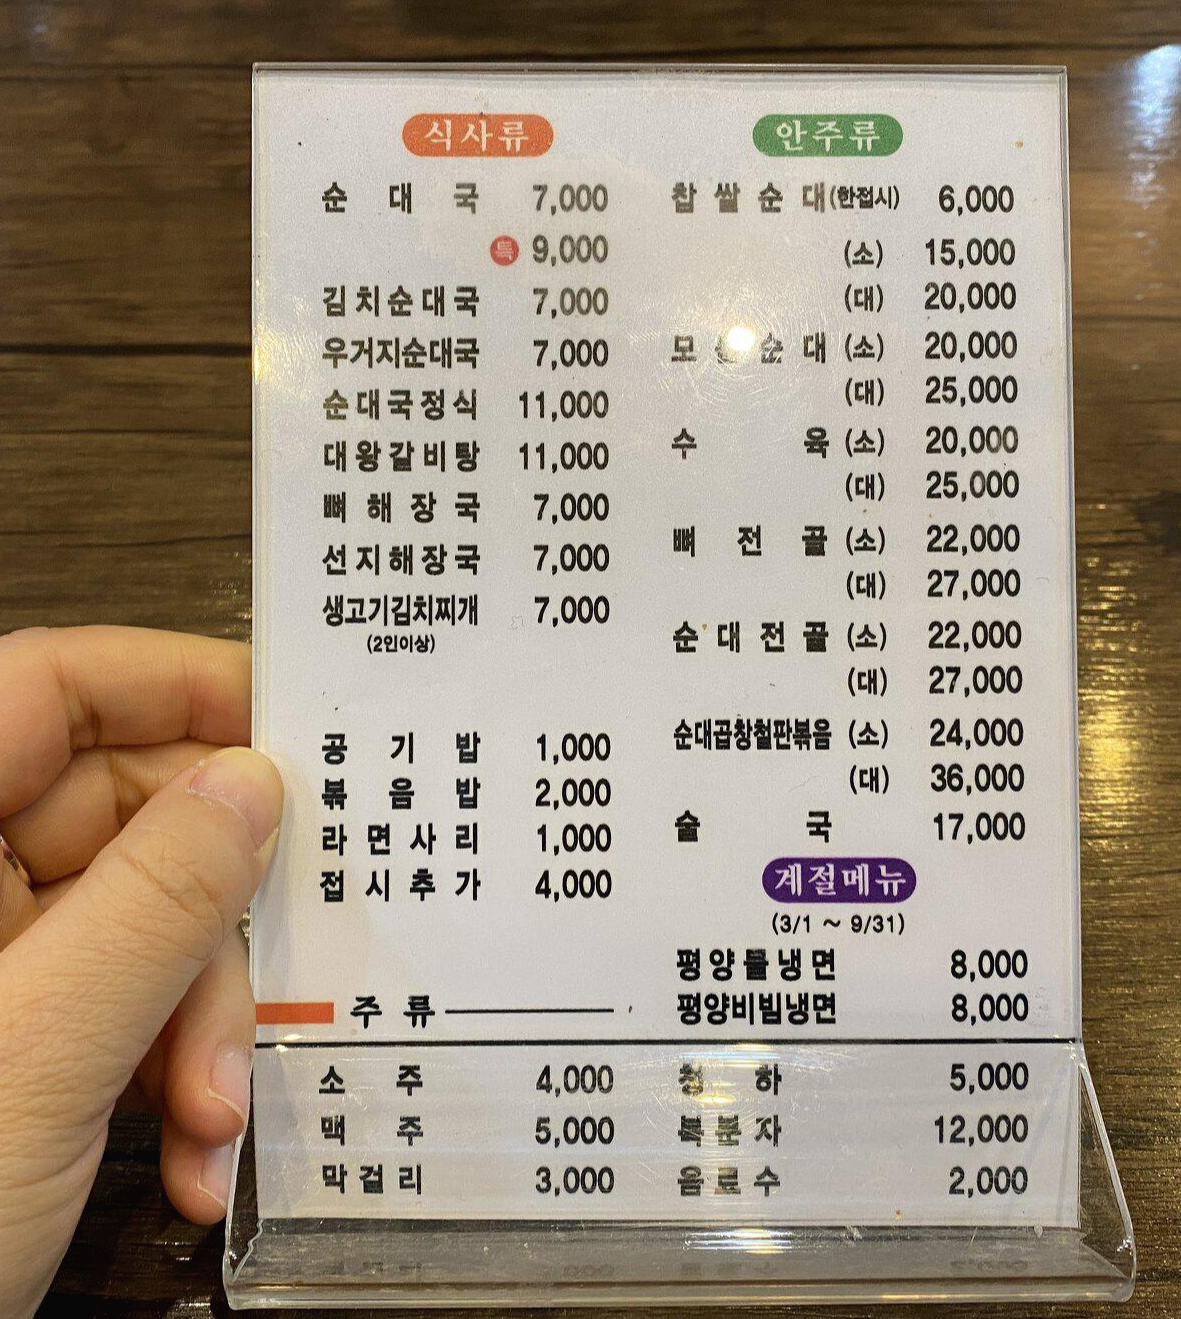 식사류
순대국 7,000
특 9,000
김치순대국 7,000
우거지순대국 7,000
순대국정식 11,000
대왕갈비탕 11,000
뼈해장국 7,000
선지해장국 7,000
생고기김치찌개 7,000
(2인이상)
공기밥 1,000
볶음밥 2,000
라면사리 1,000
접시추가 4,000
안주류
찹쌀순대(한접시) 6,000
(소) 15,000
(대) 20,000
모 순대 (소) 20,000
(대) 25,000
수육 (소) 20,000
(대) 25,000
뼈전골 (소) 22,000
(대) 27,000
순대전골 (소) 22,000
(대) 27,000
순대곱창철판볶음 (소) 24,000
(대) 36,000
술국 17,000
계절메뉴
(3/1 ~ 9/31)
평양물냉면 8,000
평양비빔냉면 8,000
주류
소주 4,000
맥주 5,000
막걸리 3,000
청하 5,000
복분자 12,000
음료수 2,000